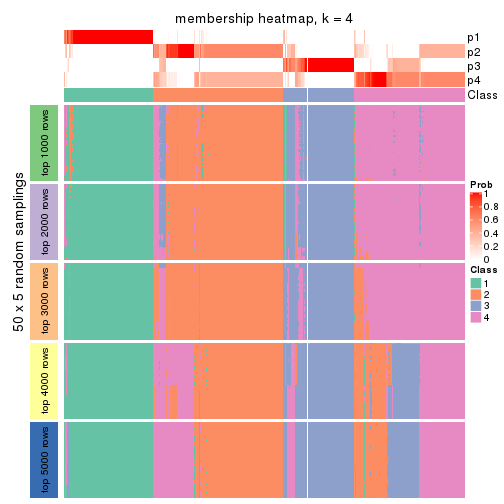 membership heatmap, k = 4
p1
p2
p3
p4
Class
50 x 5 random samplings
top 1000 rows
top 2000 rows
top 3000 rows
top 4000 rows
top 5000 rows
Prob
1
0.8
0.6
0.4
0.2
0
Class
1
2
3
4